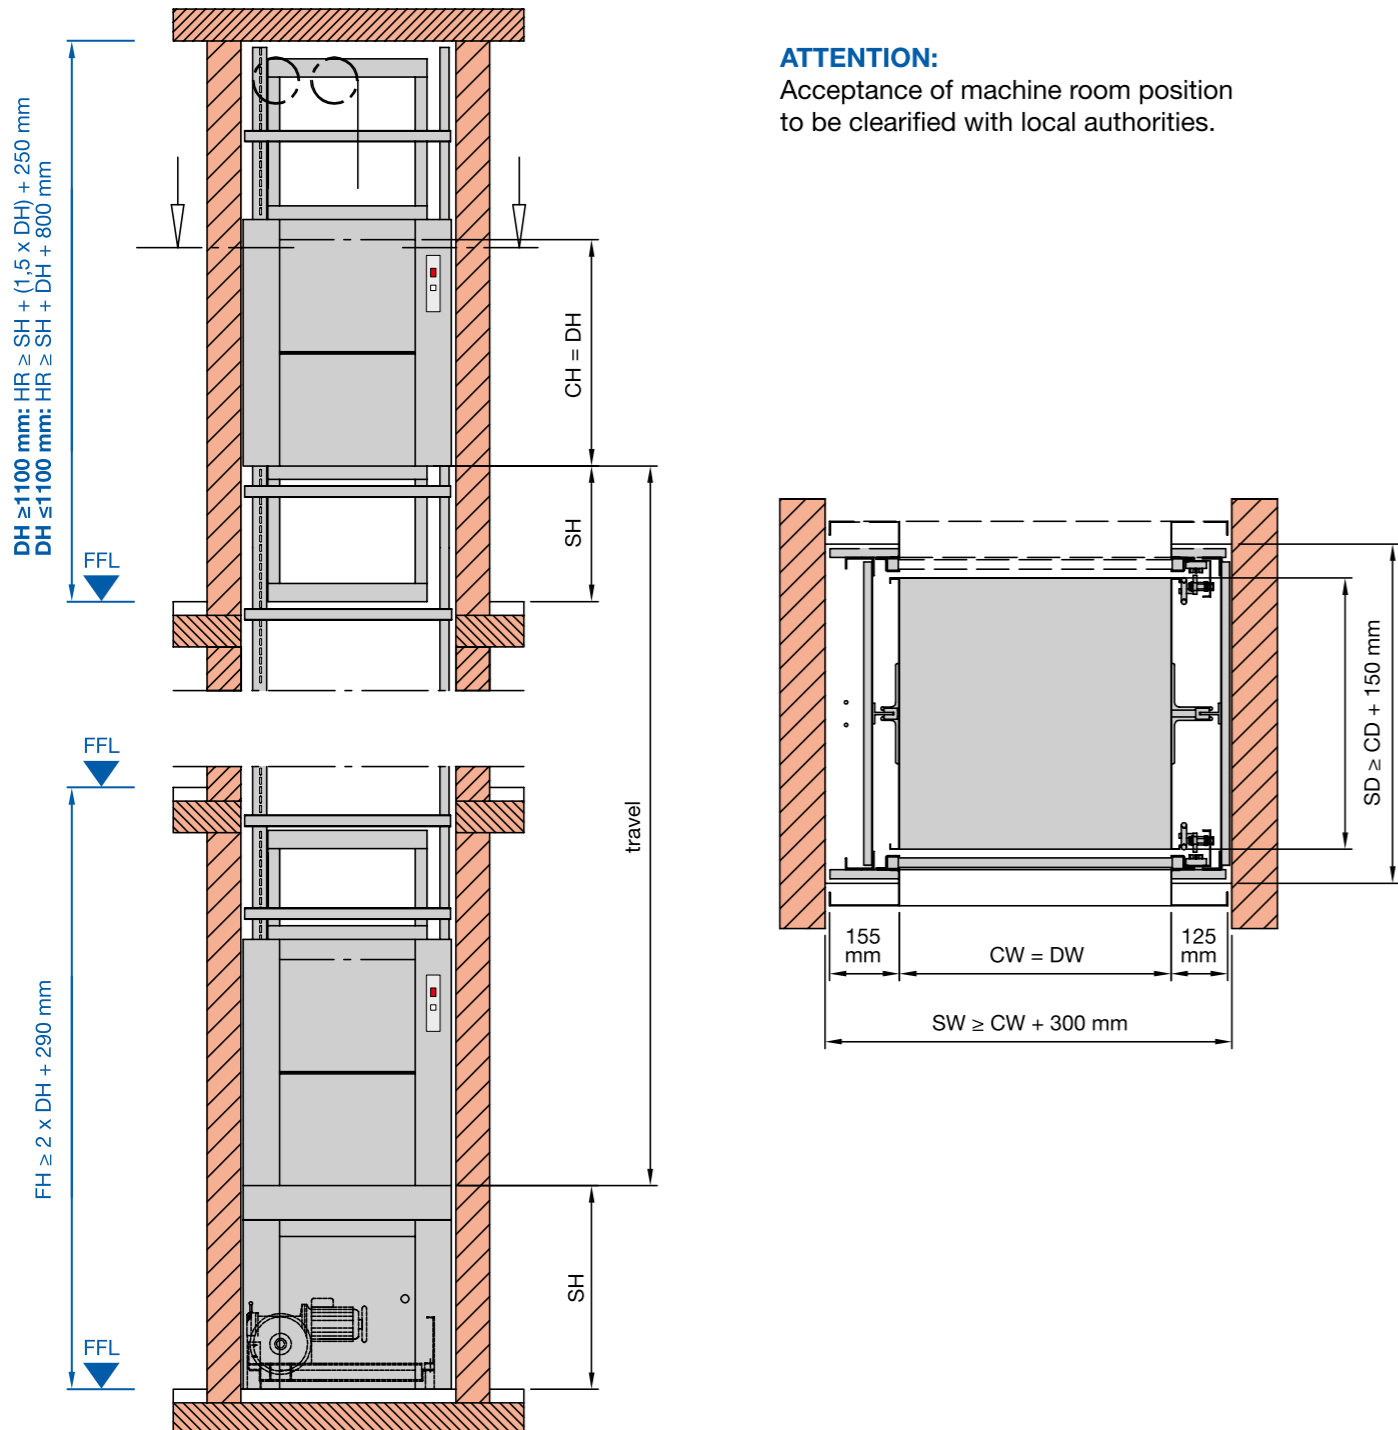 ATTENTION:
Acceptance of machine room position
to be clearified with local authorities.
DH ≥1100 mm: HR ≥ SH + (1,5 x DH) + 250 mm
DH ≤1100 mm: HR ≥ SH + DH + 800 mm
FFL
CH = DH
SH
FFL
travel
FH ≥ 2 x DH + 290 mm
SH
FFL
SD ≥ CD + 150 mm
155
mm
CW = DW
125
mm
SW ≥ CW + 300 mm